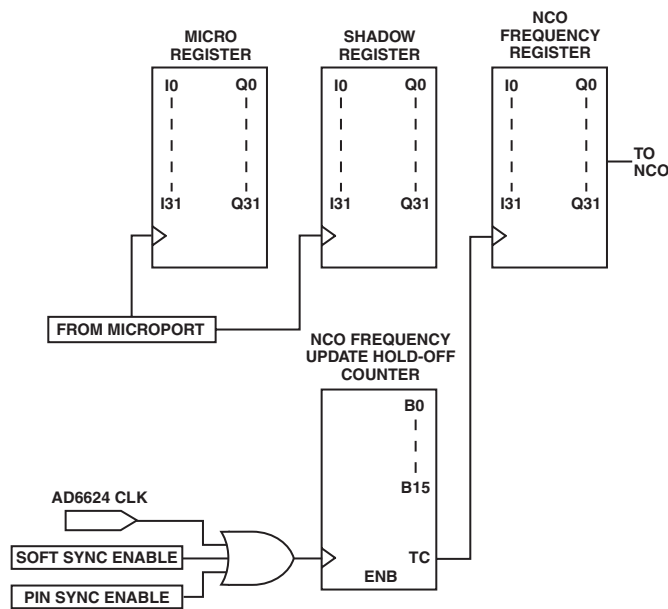 MICRO
REGISTER
SHADOW
REGISTER
NCO
FREQUENCY
REGISTER
I0 Q0
I31 Q31
I0 Q0
I31 Q31
I0 Q0
I31 Q31
TO
NCO
FROM MICROPORT
NCO FREQUENCY
UPDATE HOLD-OFF
COUNTER
B0
B15
TC
ENB
AD6624 CLK
SOFT SYNC ENABLE
PIN SYNC ENABLE